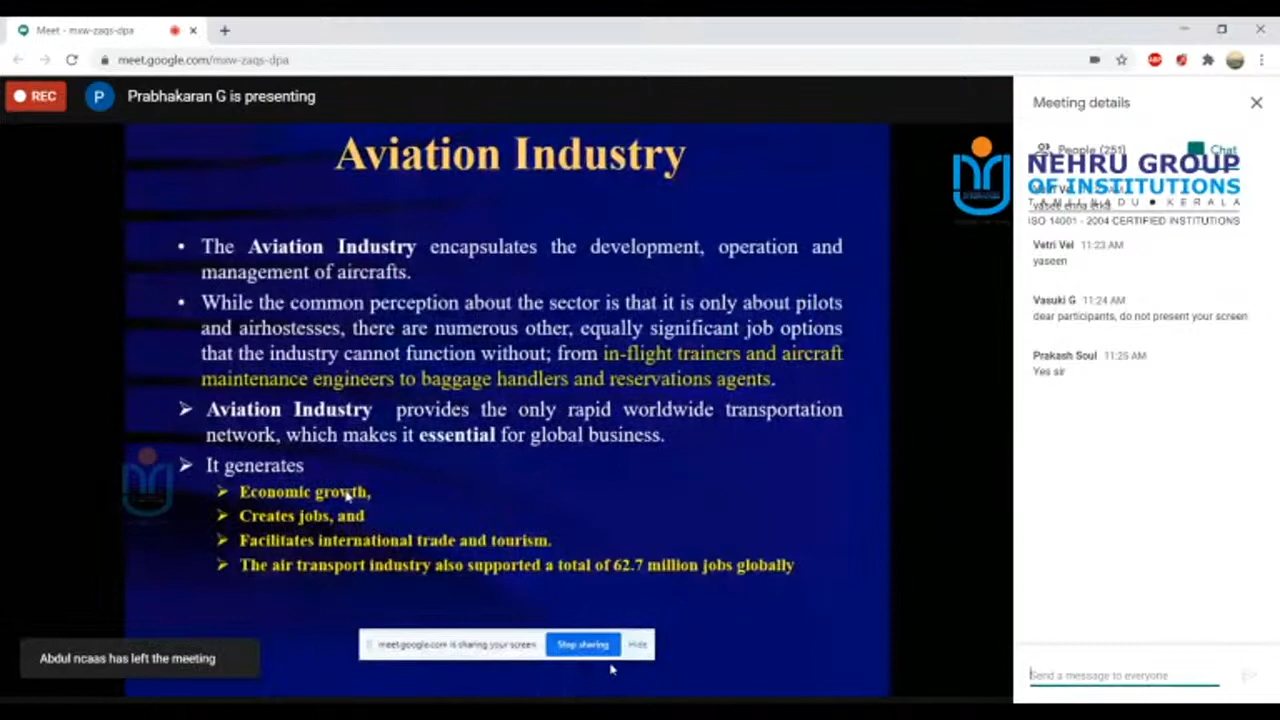 Meet - mxw-zaqs-dpa
meet.google.com/mxw-zaqs-dpa
REC
P
Prabhakaran G is presenting
Aviation Industry
• The Aviation Industry encapsulates the development, operation and
management of aircrafts.
• While the common perception about the sector is that it is only about pilots
and airhostesses, there are numerous other, equally significant job options
that the industry cannot function without; from in-flight trainers and aircraft
maintenance engineers to baggage handlers and reservations agents.
➢ Aviation Industry provides the only rapid worldwide transportation
network, which makes it essential for global business.
➢ It generates
➢ Economic growth,
➢ Creates jobs, and
➢ Facilitates international trade and tourism.
➢ The air transport industry also supported a total of 62.7 million jobs globally
meet.google.com is sharing your screen
Stop sharing
Hide
Abdul ncaas has left the meeting
Meeting details
People (251)
Chat
NEHRU GROUP
OF INSTITUTIONS
TAMILNADU • KERALA
ISO 14001 - 2004 CERTIFIED INSTITUTIONS
Vetri Vel 11:23 AM
yaseen
Vasuki G 11:24 AM
dear participants, do not present your screen
Prakash Soul 11:25 AM
Yes sir
Send a message to everyone